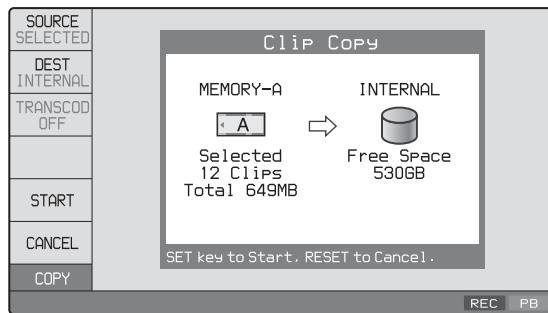 SOURCE
SELECTED
DEST
INTERNAL
TRANSCOD
OFF
START
CANCEL
COPY
Clip Copy
MEMORY-A
INTERNAL
A
Selected
12 Clips
Total 649MB
Free Space
530GB
SET key to Start, RESET to Cancel.
REC PB